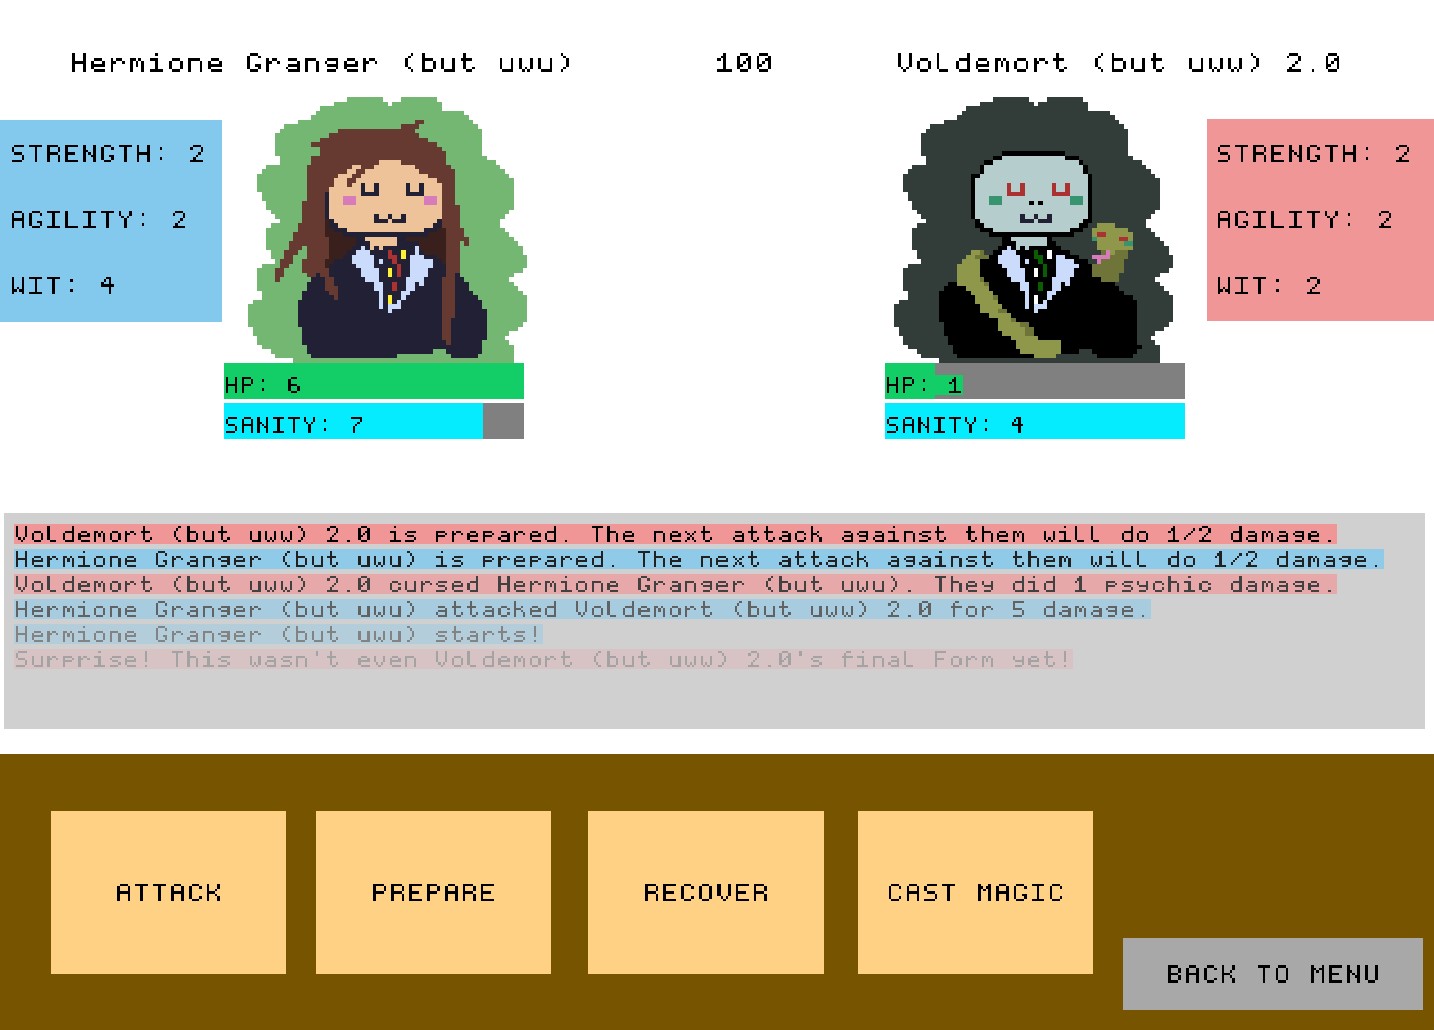 Hermione Granger (but uwu)
100
Voldemort (but uwu) 2.0
STRENGTH: 2
AGILITY: 2
WIT: 4
STRENGTH: 2
AGILITY: 2
WIT: 2
HP: 6
SANITY: 7
HP: 1
SANITY: 4
Voldemort (but uww) 2.0 is prepared. The next attack against them will do 1/2 damage.
Hermione Granger (but uwu) is prepared. The next attack against them will do 1/2 damage.
Voldemort (but uww) 2.0 cursed Hermione Granger (but uwu). They did 1 psychic damage.
Hermione Granger (but uwu) attacked Voldemort (but uww) 2.0 for 5 damage.
Hermione Granger (but uwu) starts!
Surprise! This wasn't even Voldemort (but uww) 2.0's final Form yet!
ATTACK
PREPARE
RECOVER
CAST MAGIC
BACK TO MENU